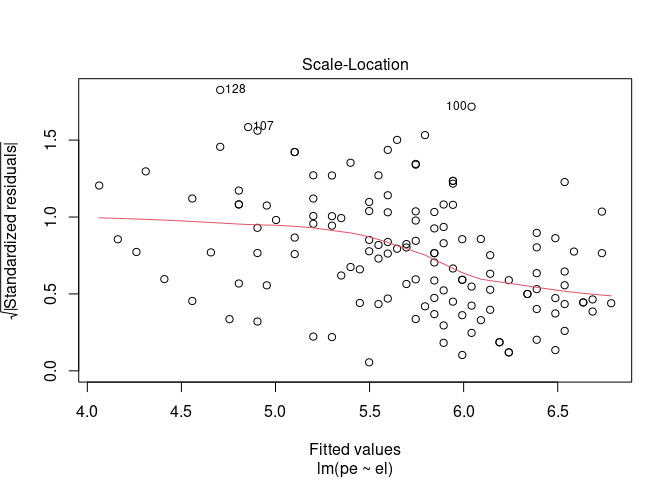 Scale-Location
√|Standardized residuals|
0.0 0.5 1.0 1.5
128
107
100
4.0 4.5 5.0 5.5 6.0 6.5
Fitted values
lm(pe ~ el)